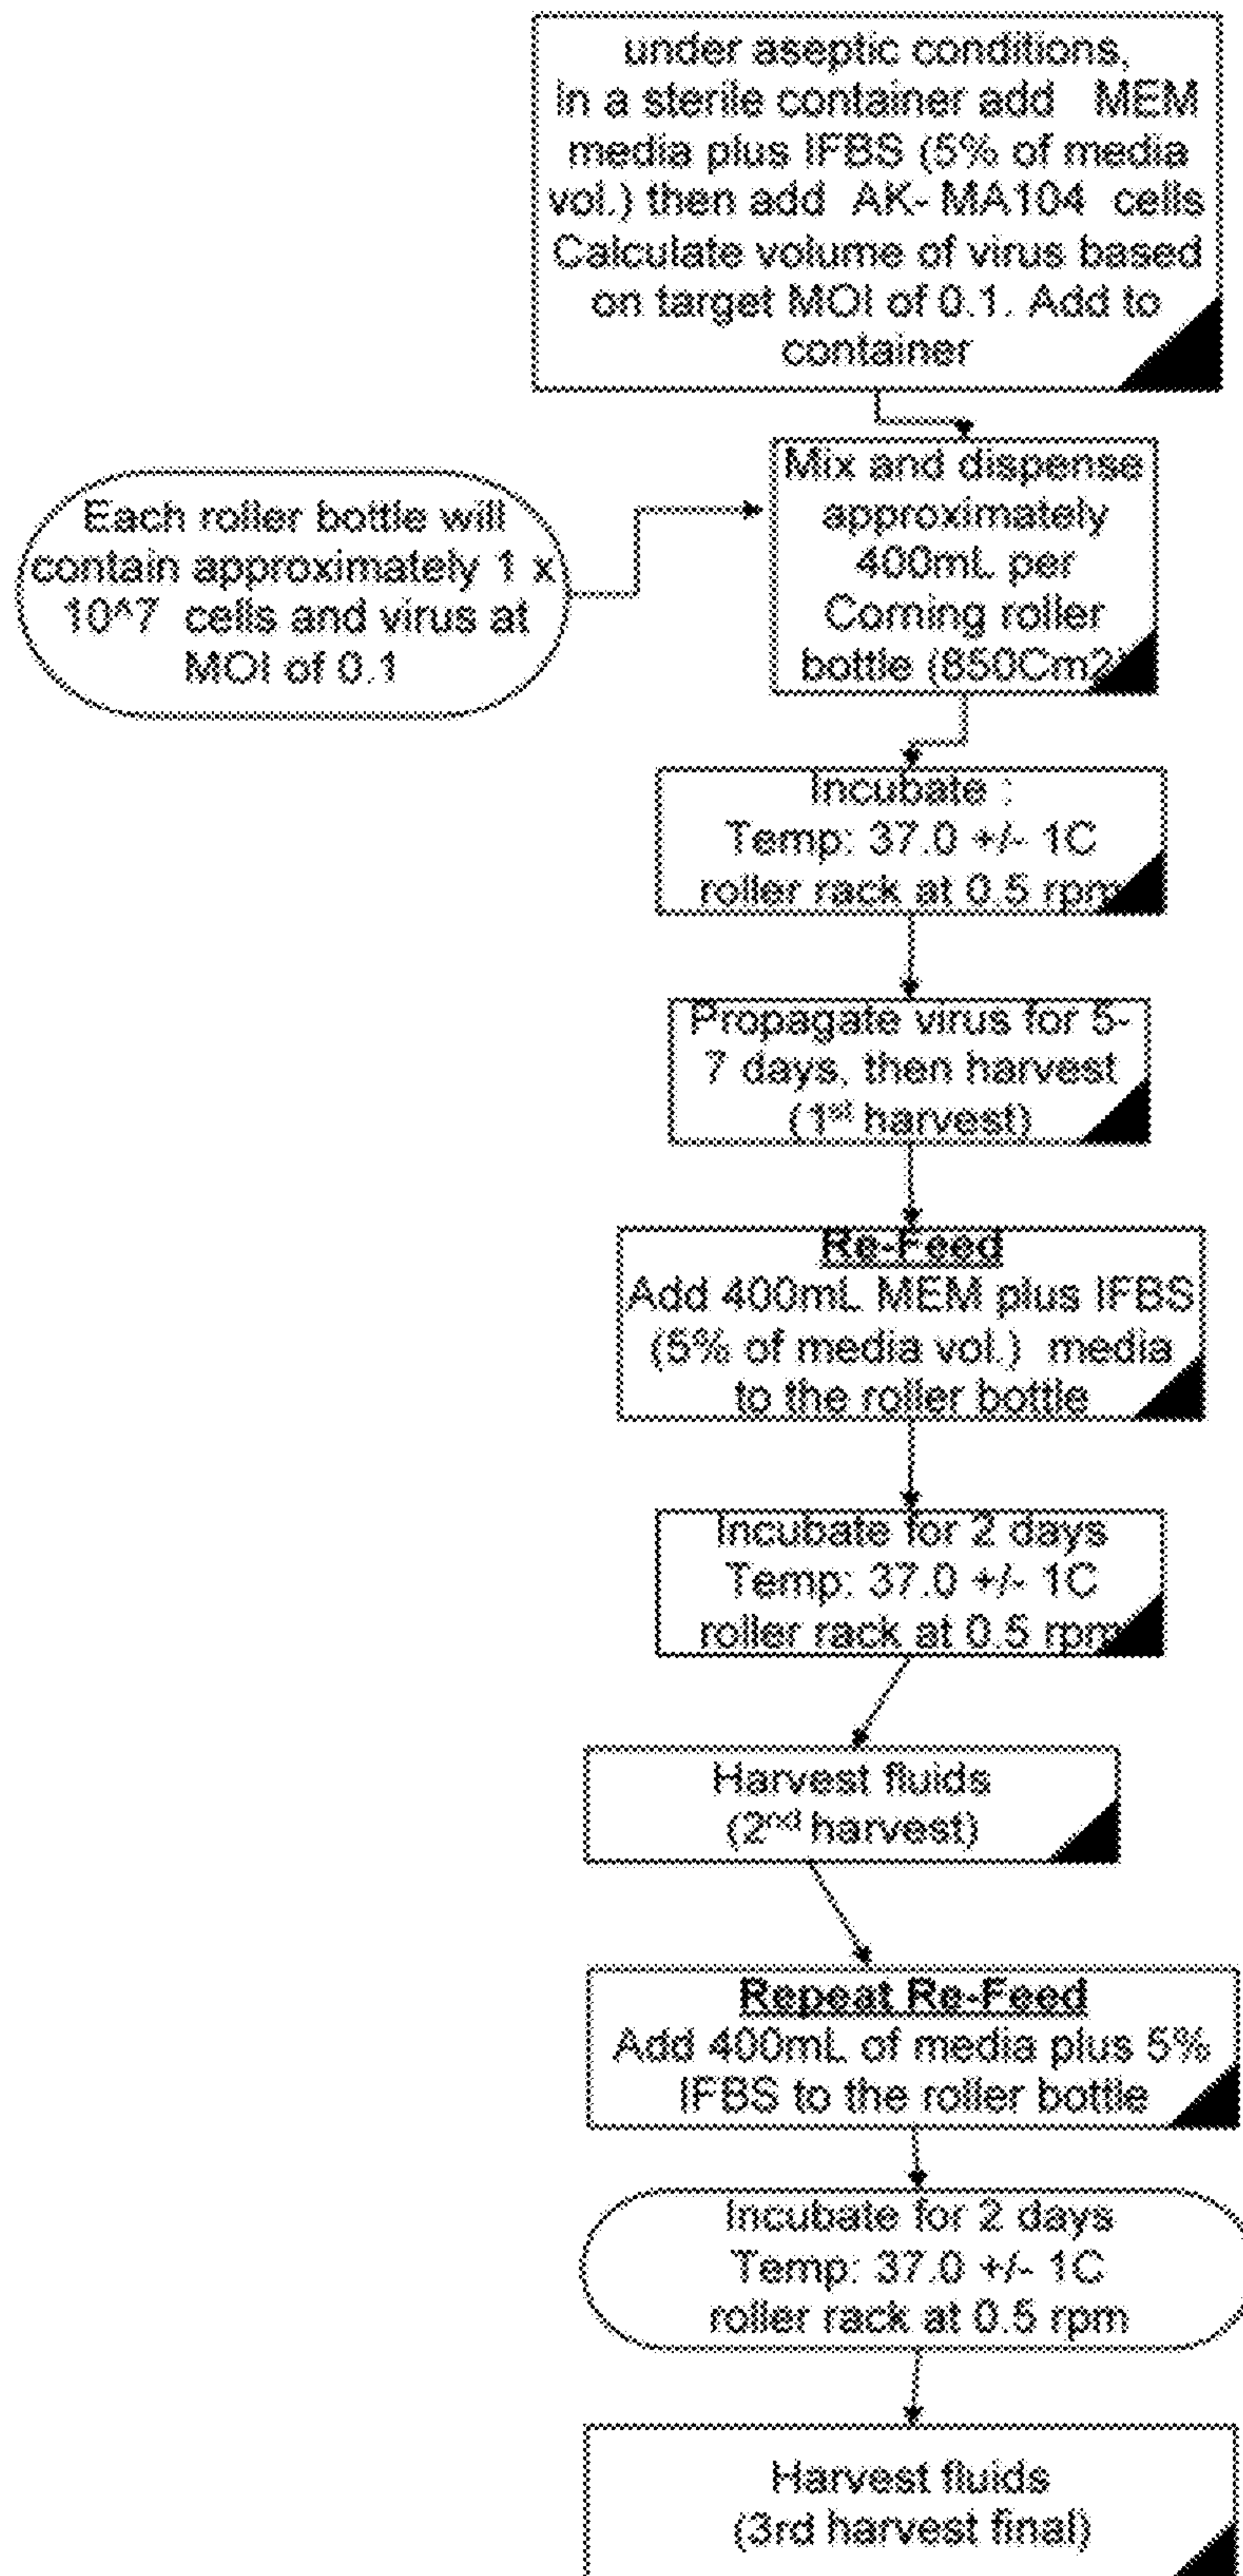 under aseptic conditions,
In a sterile container add MEM
media plus IFBS (5% of media
vol.) then add AK- MA104 cells
Calculate volume of virus based
on target MOI of 0.1. Add to
container
Each roller bottle will
contain approximately 1 x
10^7 cells and virus at
MOI of 0.1
Mix and dispense
approximately
400mL per
Corning roller
bottle (850Cm2)
Incubate :
Temp: 37.0 +/- 1C
roller rack at 0.5 rpm
Propagate virus for 5-
7 days, then harvest
(1st harvest)
Re-Feed
Add 400mL MEM plus IFBS
(5% of media vol.) media
to the roller bottle
Incubate for 2 days
Temp: 37.0 +/- 1C
roller rack at 0.5 rpm
Harvest fluids
(2nd harvest)
Repeat Re-Feed
Add 400mL of media plus 5%
IFBS to the roller bottle
Incubate for 2 days
Temp: 37.0 +/- 1C
roller rack at 0.5 rpm
Harvest fluids
(3rd harvest final)